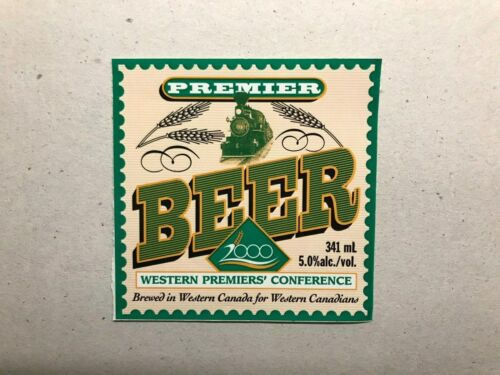 PREMIER
BEER
2000
341 ml
5.0%alc./vol.
WESTERN PREMIERS' CONFERENCE
Brewed in Western Canada for Western Canadians